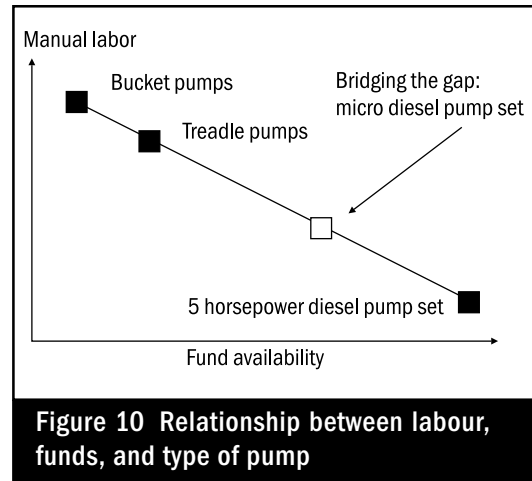 Manual labor
Bucket pumps
Bridging the gap:
micro diesel pump set
Treadle pumps
5 horsepower diesel pump set
Fund availability
Figure 10 Relationship between labour,
funds, and type of pump